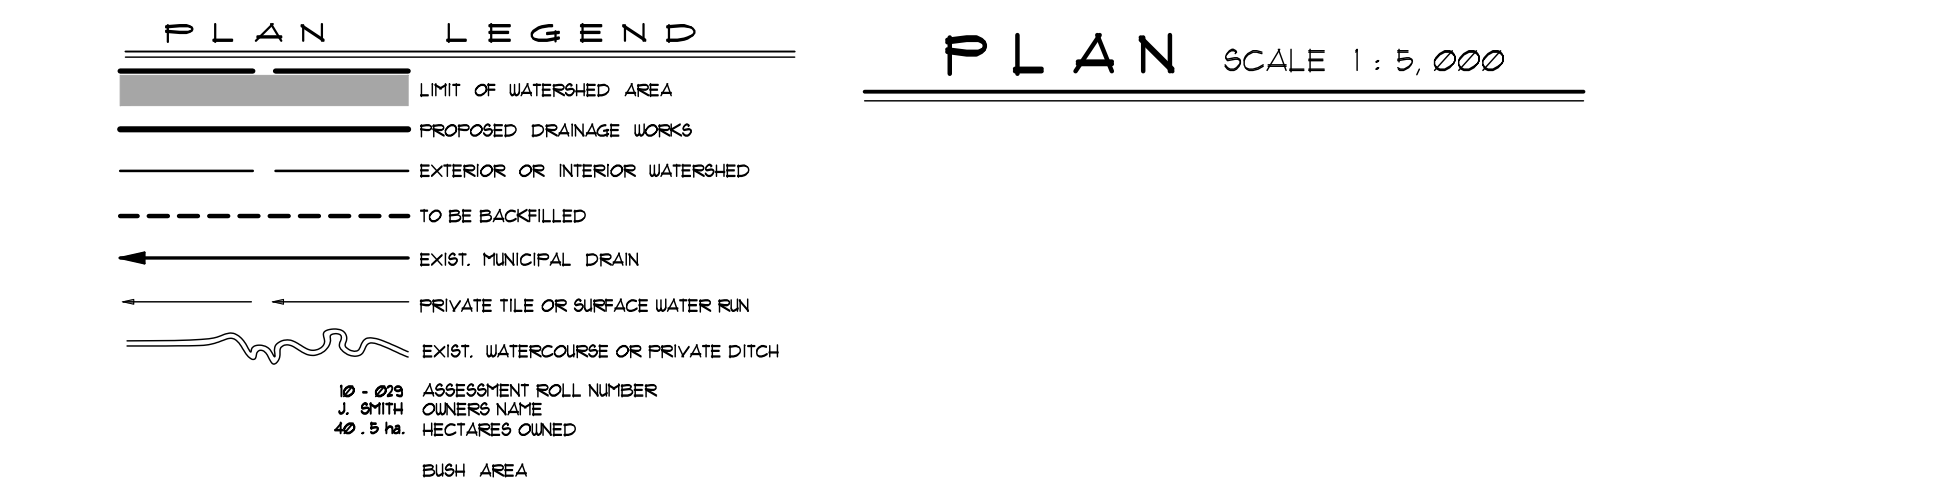 PLAN LEGEND
LIMIT OF WATERSHED AREA
PROPOSED DRAINAGE WORKS
EXTERIOR OR INTERIOR WATERSHED
TO BE BACKFILLED
EXIST. MUNICIPAL DRAIN
PRIVATE TILE OR SURFACE WATER RUN
EXIST. WATERCOURSE OR PRIVATE DITCH
10 - 029 ASSESSMENT ROLL NUMBER
J. SMITH OWNERS NAME
40.5 ha. HECTARES OWNED
BUSH AREA
PLAN SCALE 1 : 5,000